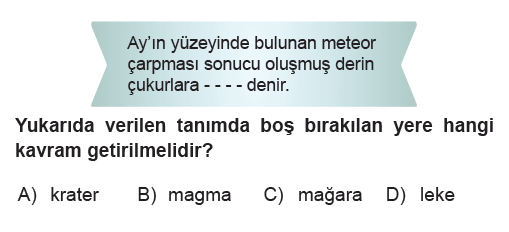 Ay'ın yüzeyinde bulunan meteor
çarpması sonucu oluşmuş derin
çukurlara - - - - denir.
Yukarıda verilen tanımda boş bırakılan yere hangi
kavram getirilmelidir?
A) krater B) magma C) mağara D) leke